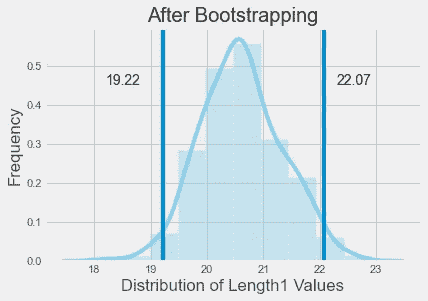 After Bootstrapping
19.22
22.07
Frequency
0.5
0.4
0.3
0.2
0.1
0.0
18 19 20 21 22 23
Distribution of Length1 Values